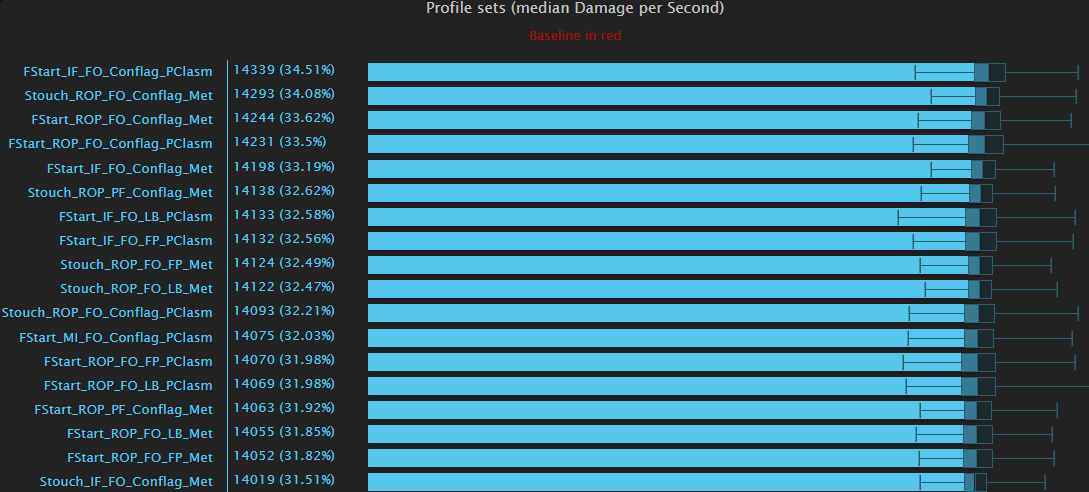 Profile sets (median Damage per Second)
Baseline in red
FStart_IF_FO_Conflag_PClasm 14339 (34.51%)
Stouch_ROP_FO_Conflag_Met 14293 (34.08%)
FStart_ROP_FO_Conflag_Met 14244 (33.62%)
FStart_ROP_FO_Conflag_PClasm 14231 (33.5%)
FStart_IF_FO_Conflag_Met 14198 (33.19%)
Stouch_ROP_PF_Conflag_Met 14138 (32.62%)
FStart_IF_FO_LB_PClasm 14133 (32.58%)
FStart_IF_FO_FP_PClasm 14132 (32.56%)
Stouch_ROP_FO_FP_Met 14124 (32.49%)
Stouch_ROP_FO_LB_Met 14122 (32.47%)
Stouch_ROP_FO_Conflag_PClasm 14093 (32.21%)
FStart_MI_FO_Conflag_PClasm 14075 (32.03%)
FStart_ROP_FO_FP_PClasm 14070 (31.98%)
FStart_ROP_FO_LB_PClasm 14069 (31.98%)
FStart_ROP_PF_Conflag_Met 14063 (31.92%)
FStart_ROP_FO_LB_Met 14055 (31.85%)
FStart_ROP_FO_FP_Met 14052 (31.82%)
Stouch_IF_FO_Conflag_Met 14019 (31.51%)